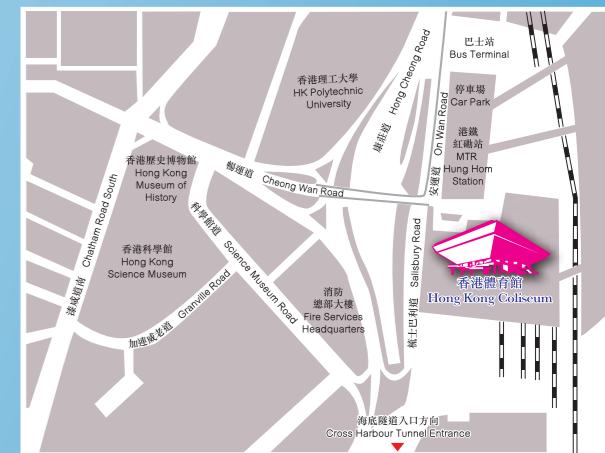 巴士站
Bus Terminal
香港理工大學
HK Polytechnic
University
康莊道 Hong Cheong Road
停車場
Car Park
安運道 On Wan Road
港鐵
紅磡站
MTR
Hung Hom
Station
香港歷史博物館
Hong Kong
Museum of
History
暢運道 Cheong Wan Road
科學館道 Science Museum Road
漆咸道南 Chatham Road South
香港科學館
Hong Kong
Science Museum
加連威老道 Granville Road
消防
總部大樓
Fire Services
Headquarters
梳士巴利道 Salisbury Road
香港體育館
Hong Kong Coliseum
海底隧道入口方向
Cross Harbour Tunnel Entrance